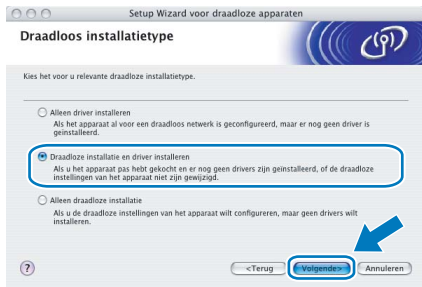 Setup Wizard voor draadloze apparaten
Draadloos installatietype
Kies het voor u relevante draadloze installatietype.
Alleen driver installeren
Als het apparaat al voor een draadloos netwerk is geconfigureerd, maar er nog geen driver is
geïnstalleerd.
Draadloze installatie en driver installeren
Als u het apparaat pas hebt gekocht en er nog geen drivers zijn geïnstalleerd, of de draadloze
instellingen van het apparaat niet zijn gewijzigd.
Alleen draadloze installatie
Als u de draadloze instellingen van het apparaat wilt configureren, maar geen drivers wilt
installeren.
?
<Terug
Volgende>
Annuleren